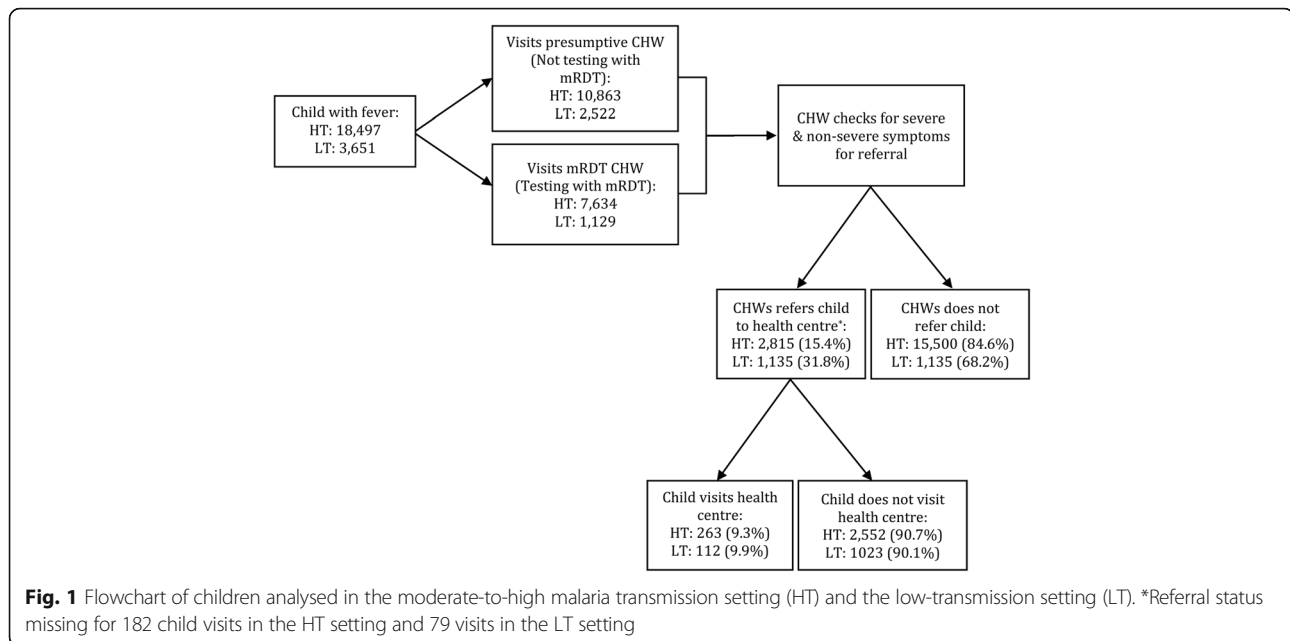 Child with fever:
HT: 18,497
LT: 3,651
Visits presumptive CHW
(Not testing with
mRDT):
HT: 10,863
LT: 2,522
Visits mRDT CHW
(Testing with mRDT):
HT: 7,634
LT: 1,129
CHW checks for severe
& non-severe symptoms
for referral
CHWs refers child
to health centre*:
HT: 2,815 (15.4%)
LT: 1,135 (31.8%)
CHWs does not
refer child:
HT: 15,500 (84.6%)
LT: 1,135 (68.2%)
Child visits health
centre:
HT: 263 (9.3%)
LT: 112 (9.9%)
Child does not visit
health centre:
HT: 2,552 (90.7%)
LT: 1023 (90.1%)
Fig. 1 Flowchart of children analysed in the moderate-to-high malaria transmission setting (HT) and the low-transmission setting (LT). *Referral status
missing for 182 child visits in the HT setting and 79 visits in the LT setting